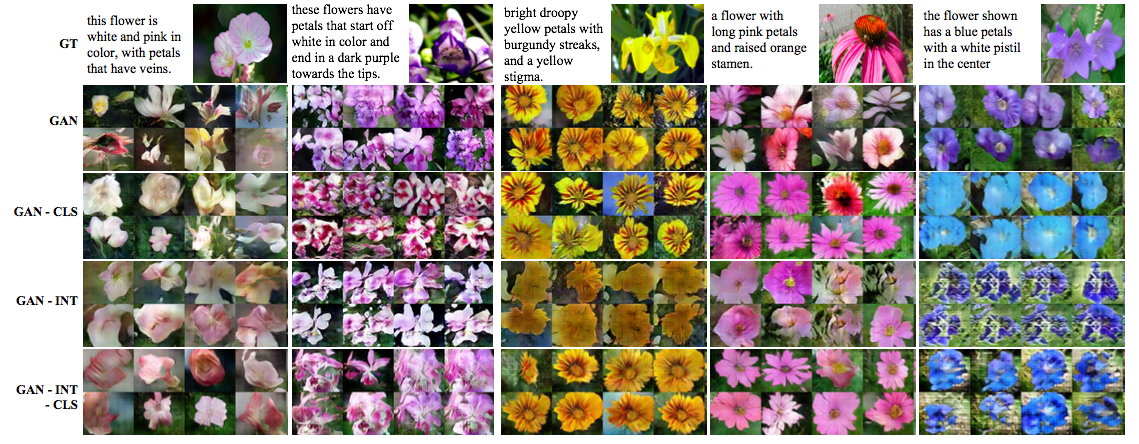 GT
this flower is
white and pink in
color, with petals
that have veins.
these flowers have
petals that start off
white in color and
end in a dark purple
towards the tips.
bright droopy
yellow petals with
burgundy streaks,
and a yellow
stigma.
a flower with
long pink petals
and raised orange
stamen.
the flower shown
has a blue petals
with a white pistil
in the center
GAN
GAN - CLS
GAN - INT
GAN - INT
- CLS